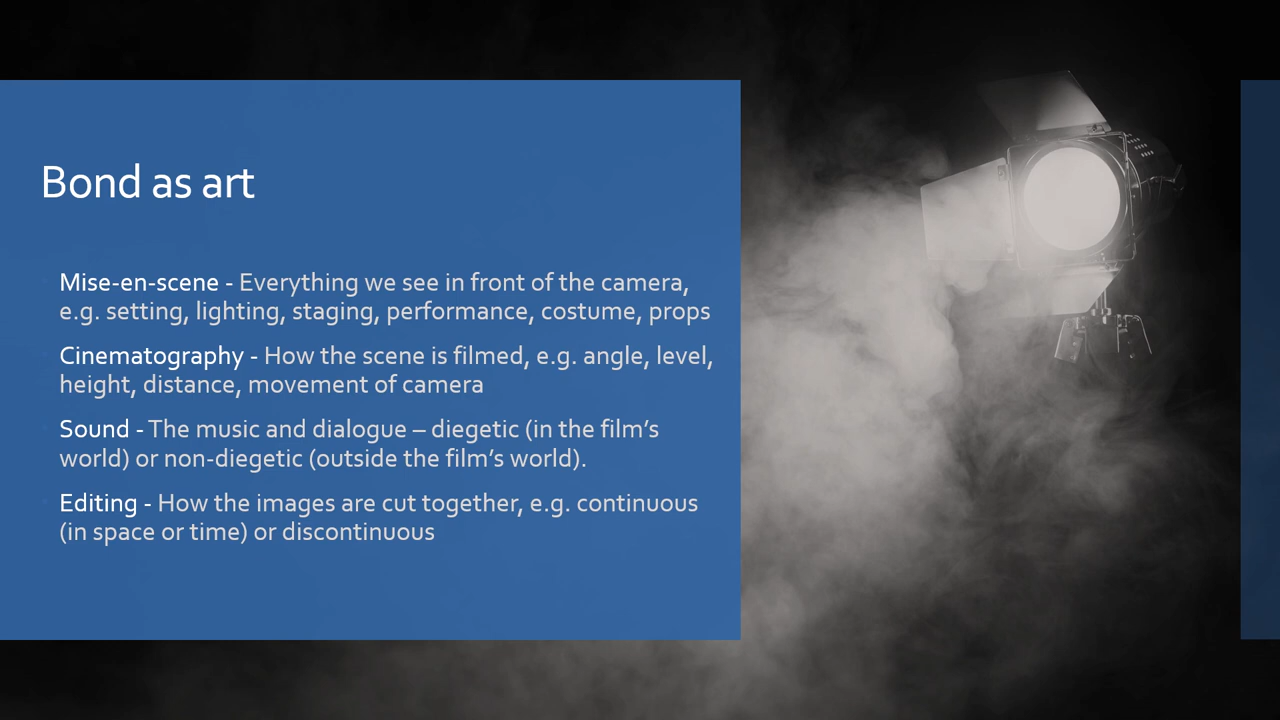 Bond as art
Mise-en-scene - Everything we see in front of the camera,
e.g. setting, lighting, staging, performance, costume, props
Cinematography - How the scene is filmed, e.g. angle, level,
height, distance, movement of camera
Sound - The music and dialogue – diegetic (in the film’s
world) or non-diegetic (outside the film’s world).
Editing - How the images are cut together, e.g. continuous
(in space or time) or discontinuous